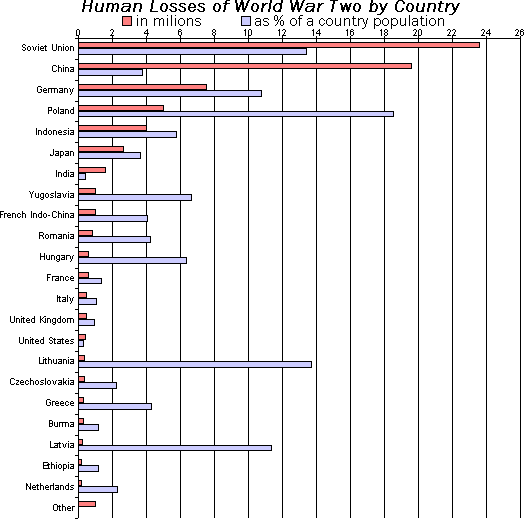 Human Losses of World War Two by Country
in milions as % of a country population
0 2 4 6 8 10 12 14 16 18 20 22 24 26
Soviet Union
China
Germany
Poland
Indonesia
Japan
India
Yugoslavia
French Indo-China
Romania
Hungary
France
Italy
United Kingdom
United States
Lithuania
Czechoslovakia
Greece
Burma
Latvia
Ethiopia
Netherlands
Other